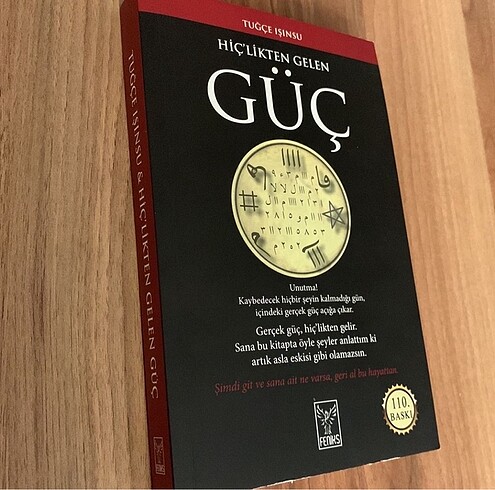 TUĞÇE IŞINSU
HİÇ'LİKTEN GELEN
GÜÇ
Unutma!
Kaybedecek hiçbir şeyin kalmadığı gün,
içindeki gerçek güç açığa çıkar.
Gerçek güç, hiç'likten gelir.
Sana bu kitapta öyle şeyler anlattım ki
artık asla eskisi gibi olamazsın.
Şimdi git ve sana ait ne varsa, geri al bu hayattan.
110.
BASKI
FENİKS
TUĞÇE IŞINSU & HİÇ'LİKTEN GELEN GÜÇ
FENİKS